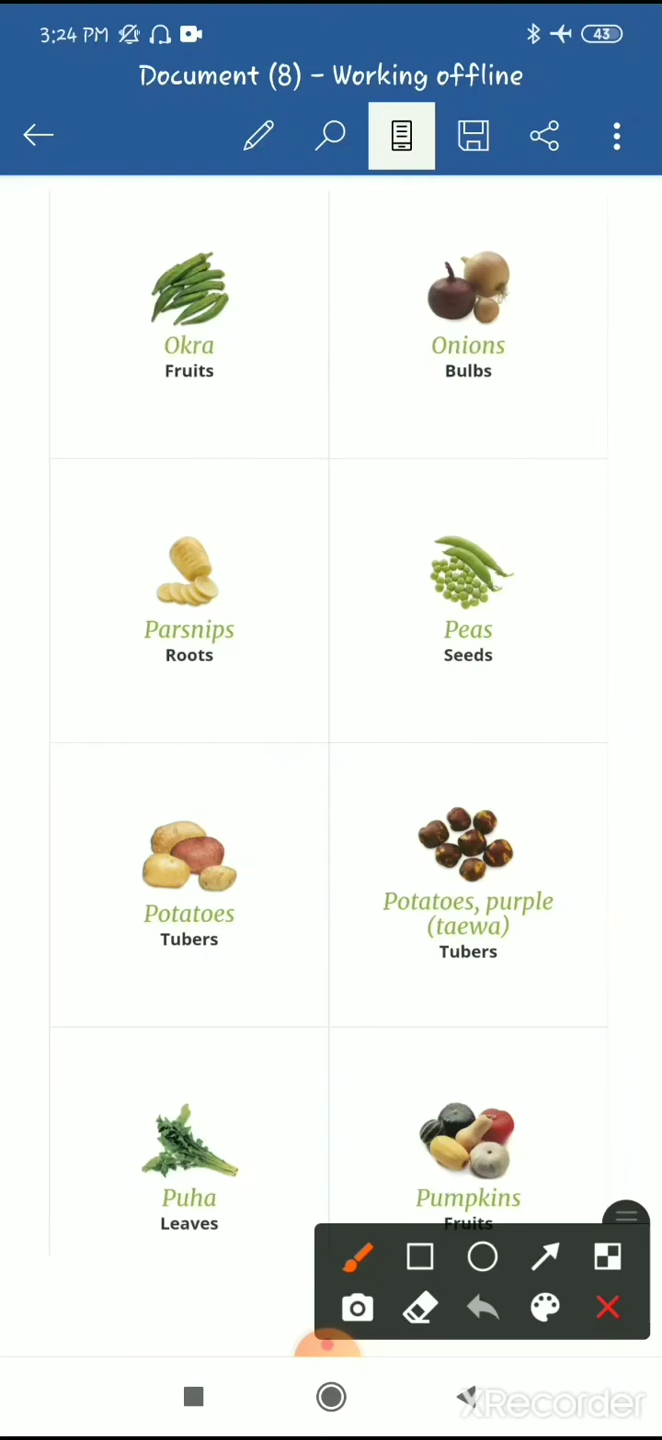 3:24 PM
43
Document (8) – Working offline
Okra
Fruits
Onions
Bulbs
Parsnips
Roots
Peas
Seeds
Potatoes
Tubers
Potatoes, purple
(taewa)
Tubers
Puha
Leaves
Pumpkins
Fruits
XRecorder